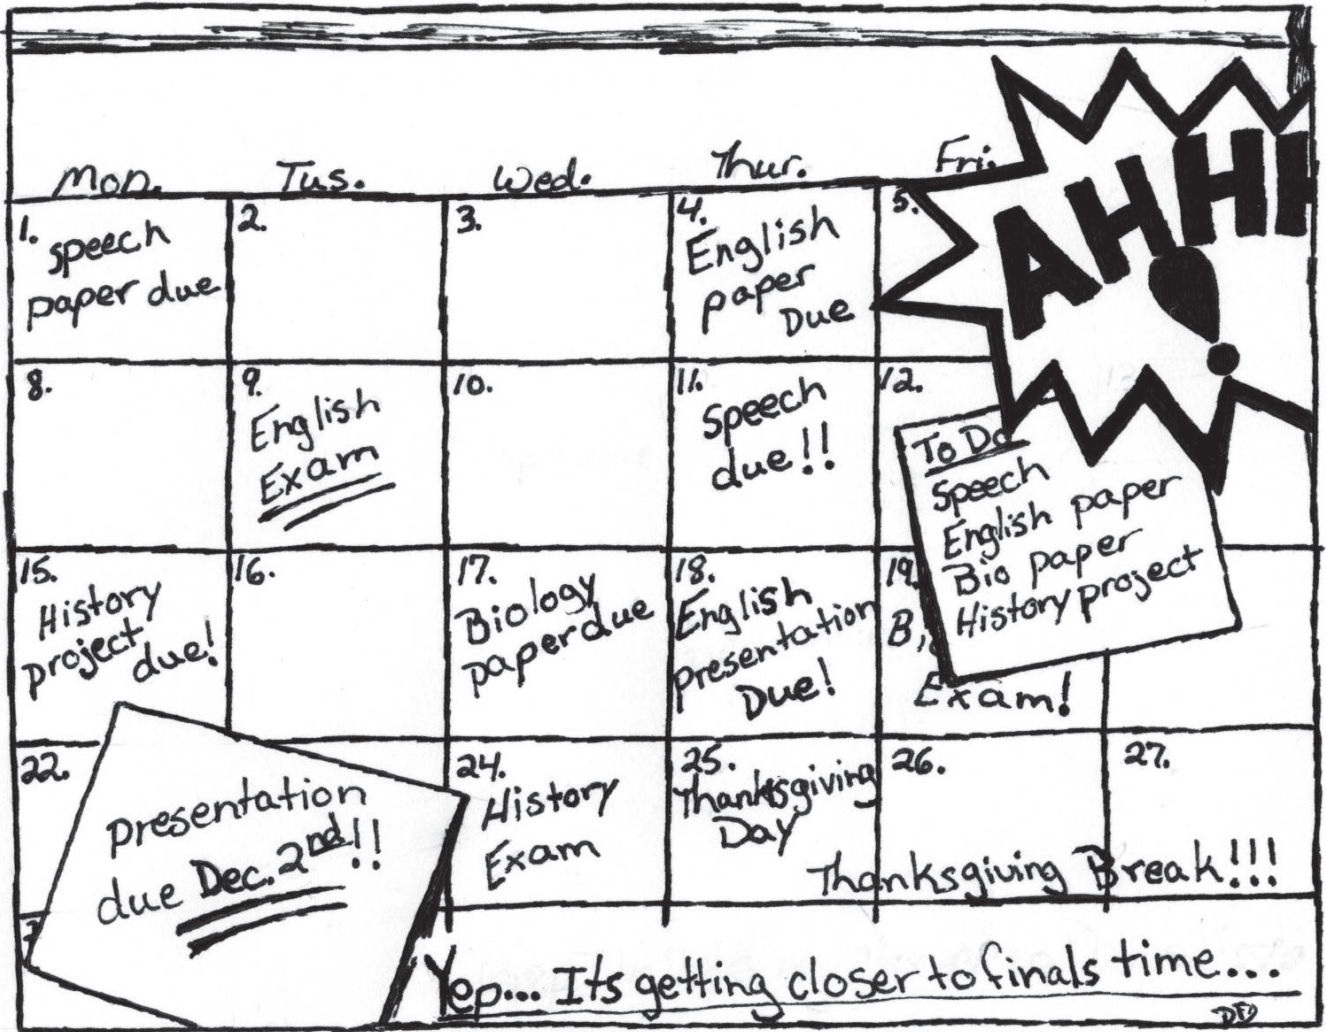 Mon. Tus. Wed. Thur. Fri.
AHHH!
1. speech
paper due
2.
3.
4.
English
paper
Due
5.
8.
9.
English
Exam
10.
11.
Speech
due!!
12.
To Do
Speech
English paper
Bio paper
History project
15.
History
project
due!
16.
17.
Biology
paper due
18.
English
presentation
Due!
19.
Exam!
22.
presentation
due Dec. 2nd!!
24.
History
Exam
25.
Thanksgiving
Day
26.
27.
Thanksgiving Break!!!
Yep... Its getting closer to finals time...